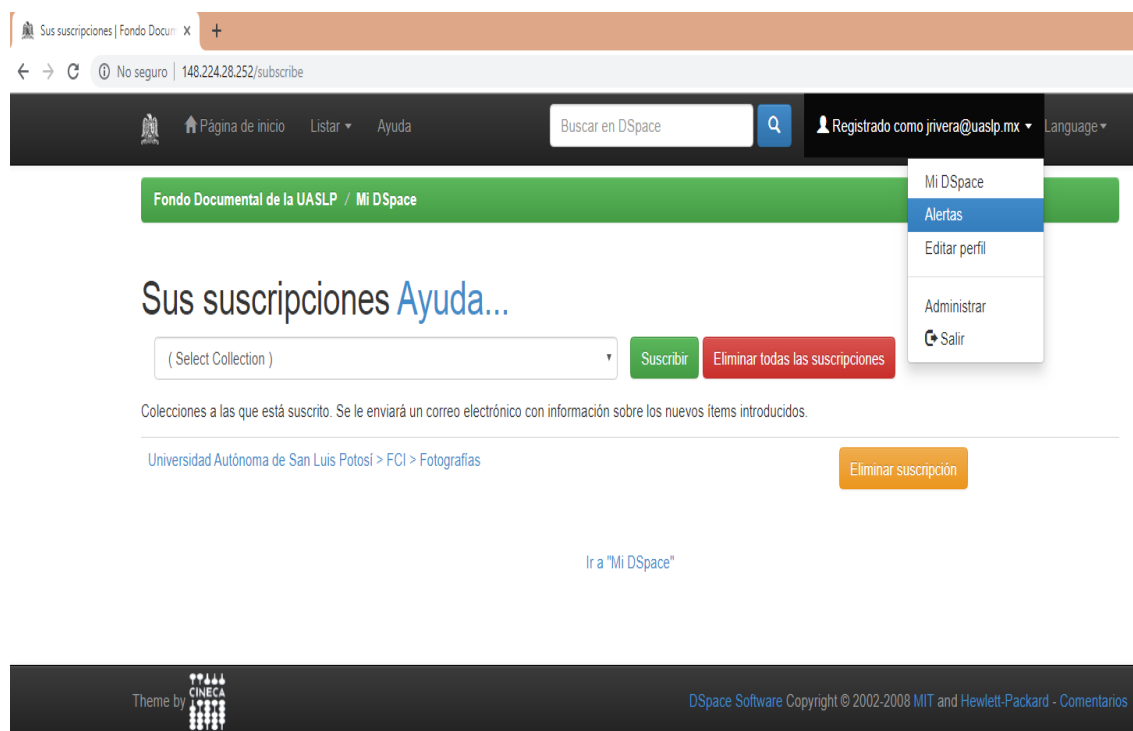 Sus suscripciones | Fondo Docum
No seguro | 148.224.28.252/subscribe
Página de inicio Listar Ayuda Buscar en DSpace Registrado como jrivera@uaslp.mx Language
Mi DSpace
Alertas
Editar perfil
Administrar
Salir
Fondo Documental de la UASLP / Mi DSpace
Sus suscripciones Ayuda...
( Select Collection ) Suscribir Eliminar todas las suscripciones
Colecciones a las que está suscrito. Se le enviará un correo electrónico con información sobre los nuevos ítems introducidos.
Universidad Autónoma de San Luis Potosí > FCI > Fotografías Eliminar suscripción
Ir a "Mi DSpace"
Theme by CINECA DSpace Software Copyright © 2002-2008 MIT and Hewlett-Packard - Comentarios